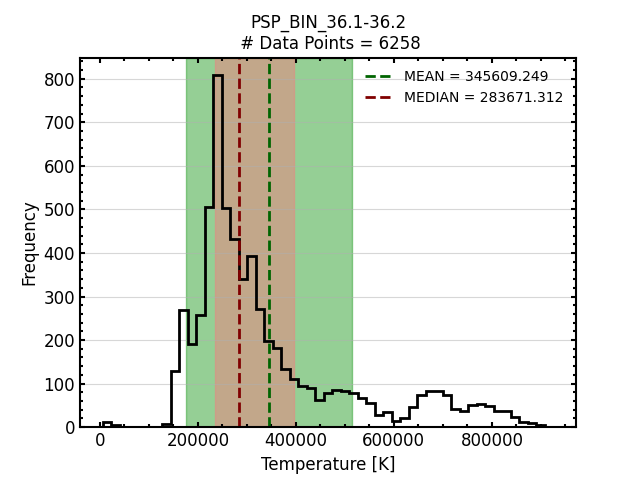 PSP_BIN_36.1-36.2
# Data Points = 6258
MEAN = 345609.249
MEDIAN = 283671.312
800
700
600
500
400
300
200
100
0
Frequency
0 200000 400000 600000 800000
Temperature [K]